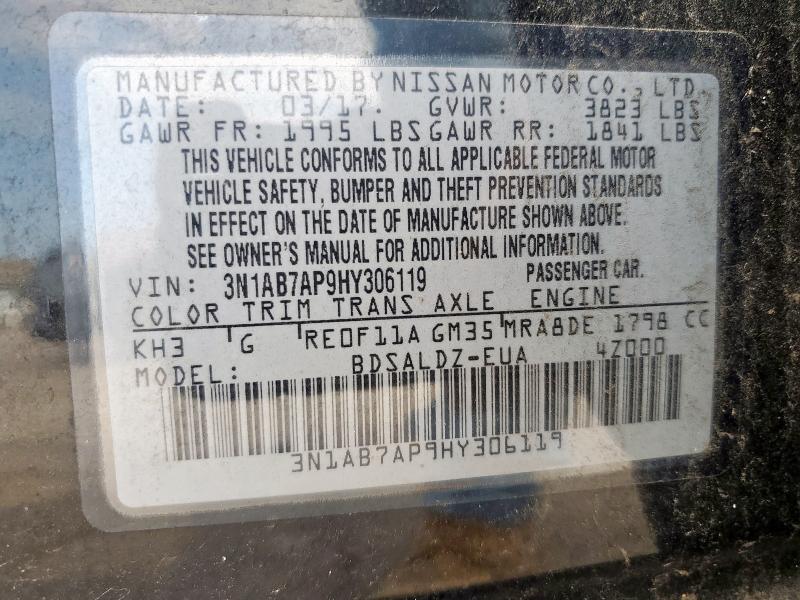 MANUFACTURED BY NISSAN MOTOR CO., LTD.
DATE: 03/17. GVWR: 3823 LBS
GAWR FR: 1995 LBS GAWR RR: 1841 LBS
THIS VEHICLE CONFORMS TO ALL APPLICABLE FEDERAL MOTOR
VEHICLE SAFETY, BUMPER AND THEFT PREVENTION STANDARDS
IN EFFECT ON THE DATE OF MANUFACTURE SHOWN ABOVE.
SEE OWNER'S MANUAL FOR ADDITIONAL INFORMATION.
VIN: 3N1AB7AP9HY306119 PASSENGER CAR.
COLOR TRIM TRANS AXLE ENGINE
KH3 G RE0F11A GM35 MRA8DE 1798 CC
MODEL: BDSALDZ-EUA 4Z000
3N1AB7AP9HY306119